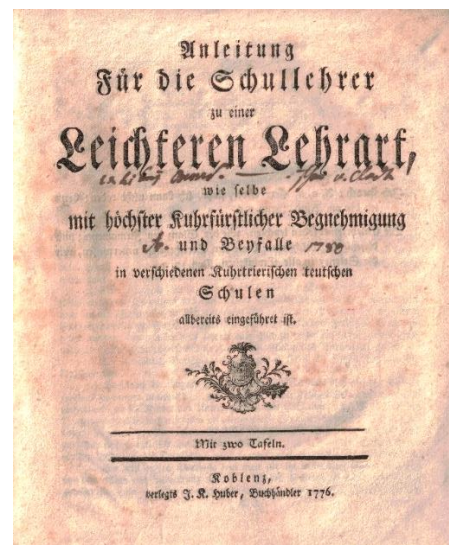 Anleitung
Für die Schullehrer
zu einer
Leichteren Lehrart,
wie selbe
mit höchster Kuhrfürstlicher Begnehmigung
und Beyfalle 1780
in verschiedenen Kuhrtrierischen teutschen
Schulen
allbereits eingeführet ist.
Mit zwo Tafeln.
Koblenz,
verlegts J. K. Huber, Buchhändler 1776.